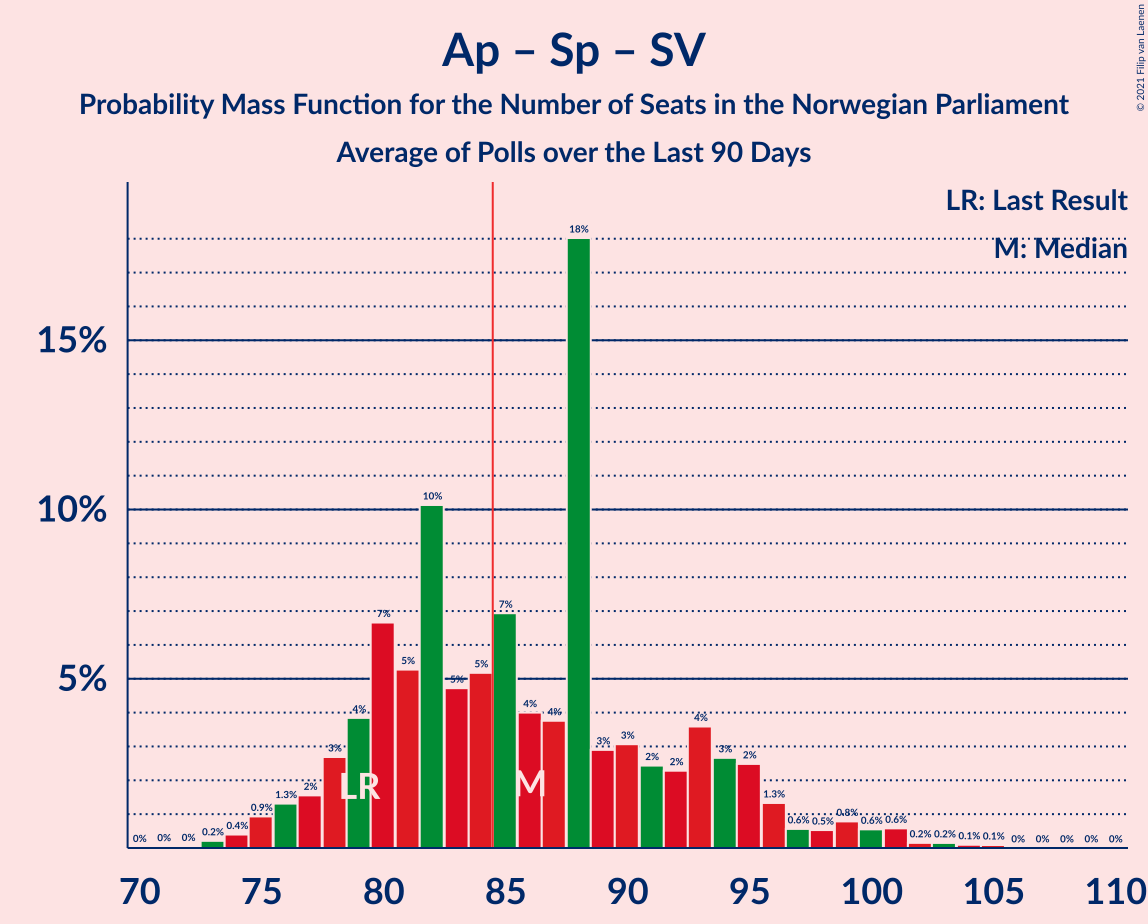 Ap – Sp – SV
Probability Mass Function for the Number of Seats in the Norwegian Parliament
Average of Polls over the Last 90 Days
© 2021 Filip van Laenen
LR: Last Result
M: Median
15%
10%
5%
0% 0% 0% 0.2% 0.4% 0.9% 1.3% 2% 3% 4% 7% 5% 10% 5% 5% 7% 4% 4% 18% 3% 3% 2% 2% 4% 3% 2% 1.3% 0.6% 0.5% 0.8% 0.6% 0.6% 0.2% 0.2% 0.1% 0.1% 0% 0% 0% 0% 0%
LR M
70 75 80 85 90 95 100 105 110